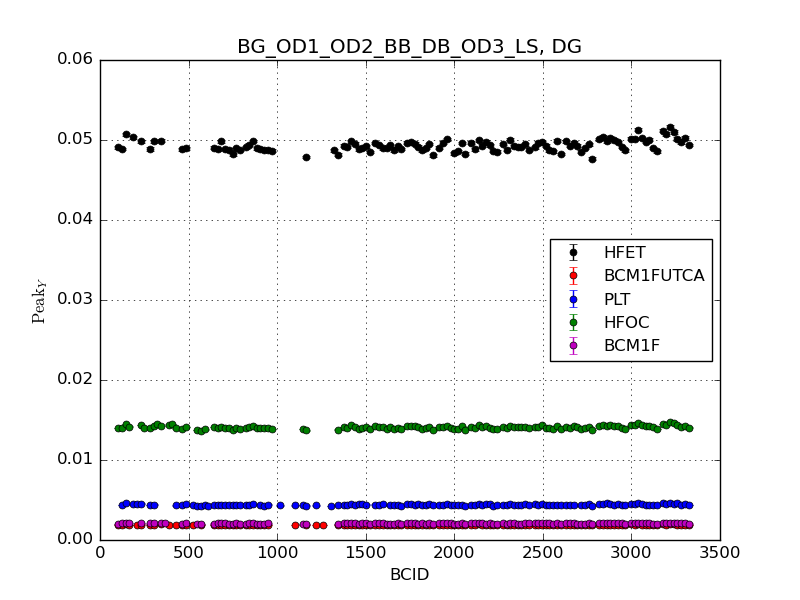 BG_OD1_OD2_BB_DB_OD3_LS, DG
0.06
0.05
0.04
0.03
0.02
0.01
0.00
Peak_Y
HFET
BCM1FUTCA
PLT
HFOC
BCM1F
0 500 1000 1500 2000 2500 3000 3500
BCID